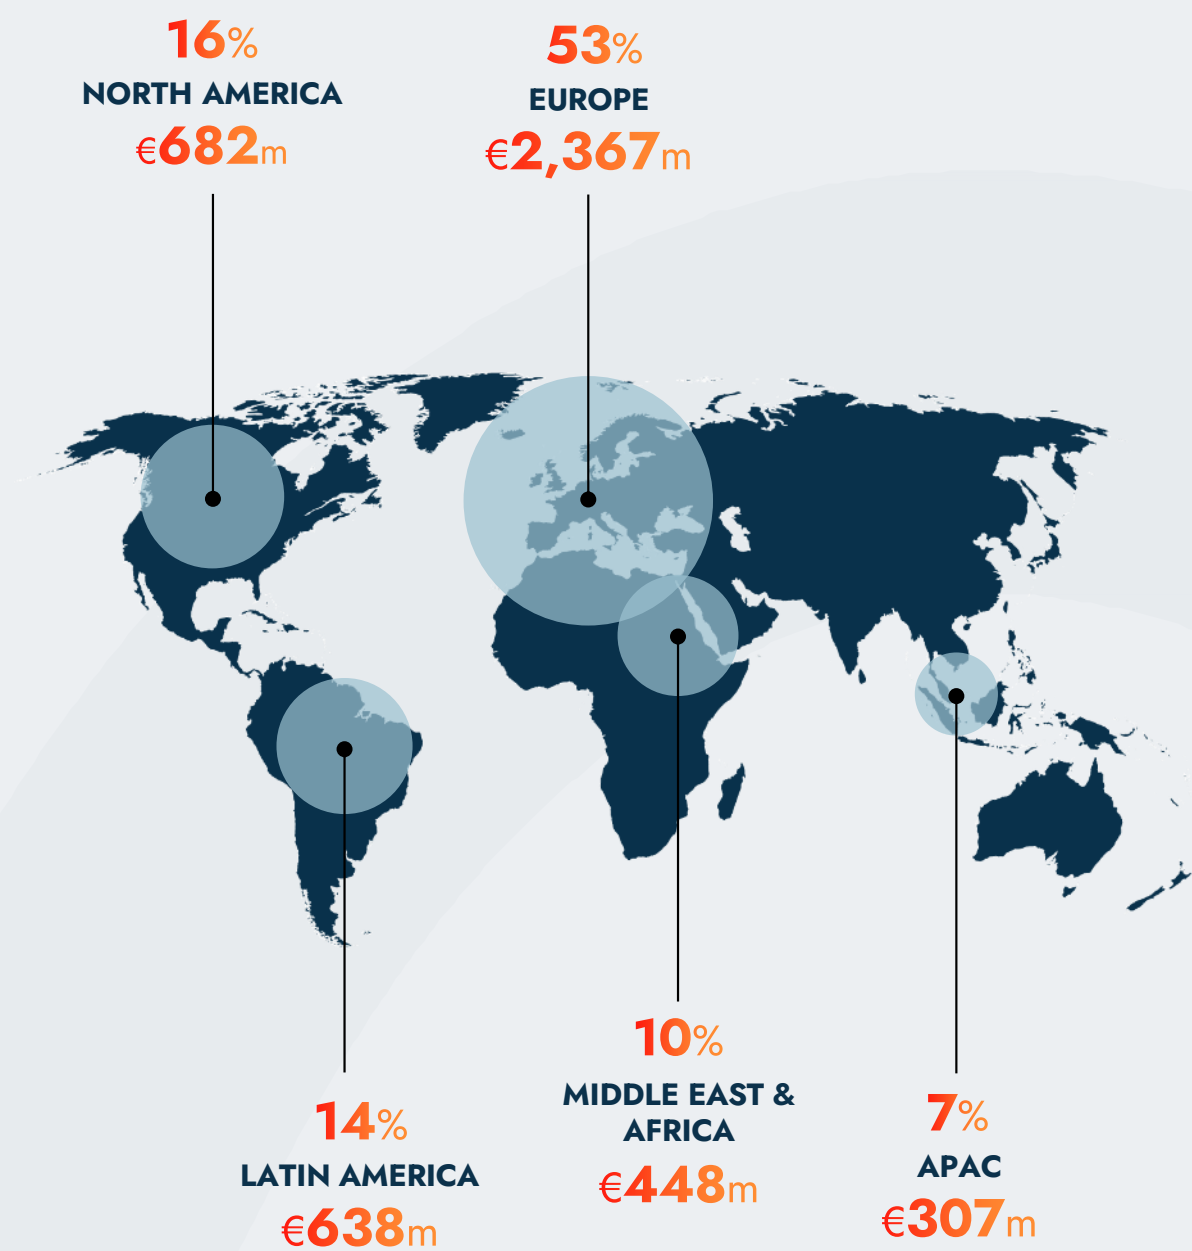 16%
NORTH AMERICA
€682m
53%
EUROPE
€2,367m
14%
LATIN AMERICA
€638m
10%
MIDDLE EAST &
AFRICA
€448m
7%
APAC
€307m